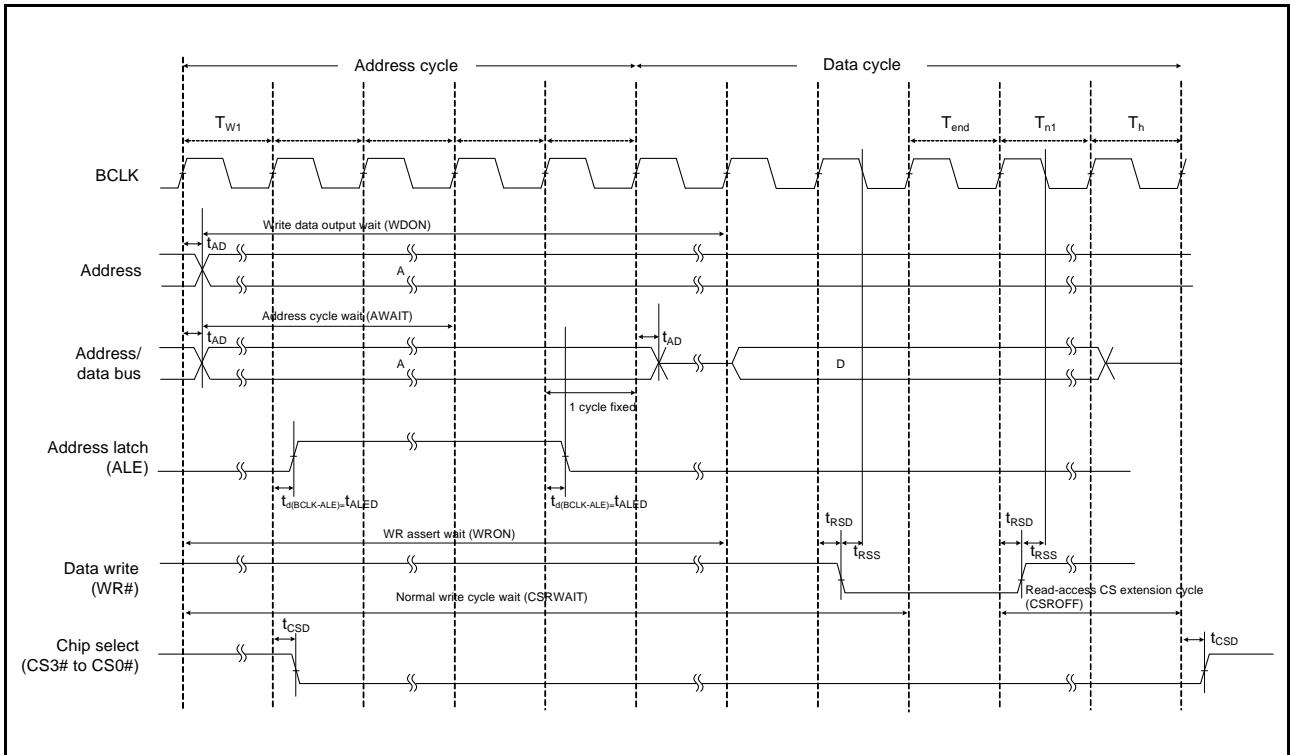 Address cycle Data cycle
TW1 Tend Tn1 Th
BCLK
Write data output wait (WDON)
tAD
Address
A
Address cycle wait (AWAIT)
tAD tAD
Address/
data bus
A D
1 cycle fixed
Address latch
(ALE)
td(BCLK-ALE)=tALED td(BCLK-ALE)=tALED
tRSD tRSD
WR assert wait (WRON)
tRSS tRSS
Data write
(WR#)
Normal write cycle wait (CSRWAIT)
Read-access CS extension cycle
(CSROFF)
tCSD tCSD
Chip select
(CS3# to CS0#)